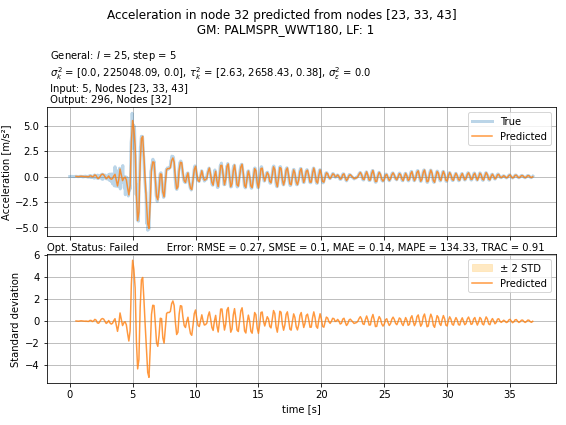 Acceleration in node 32 predicted from nodes [23, 33, 43]
GM: PALMSPR_WWT180, LF: 1
General: l = 25, step = 5
σ²ₖ = [0.0, 225048.09, 0.0], τ²ₖ = [2.63, 2658.43, 0.38], σ²ε = 0.0
Input: 5, Nodes [23, 33, 43]
Output: 296, Nodes [32]
Acceleration [m/s²]
5.0
2.5
0.0
−2.5
−5.0
True
Predicted
Opt. Status: Failed Error: RMSE = 0.27, SMSE = 0.1, MAE = 0.14, MAPE = 134.33, TRAC = 0.91
Standard deviation
6
4
2
0
−2
−4
± 2 STD
Predicted
0 5 10 15 20 25 30 35
time [s]